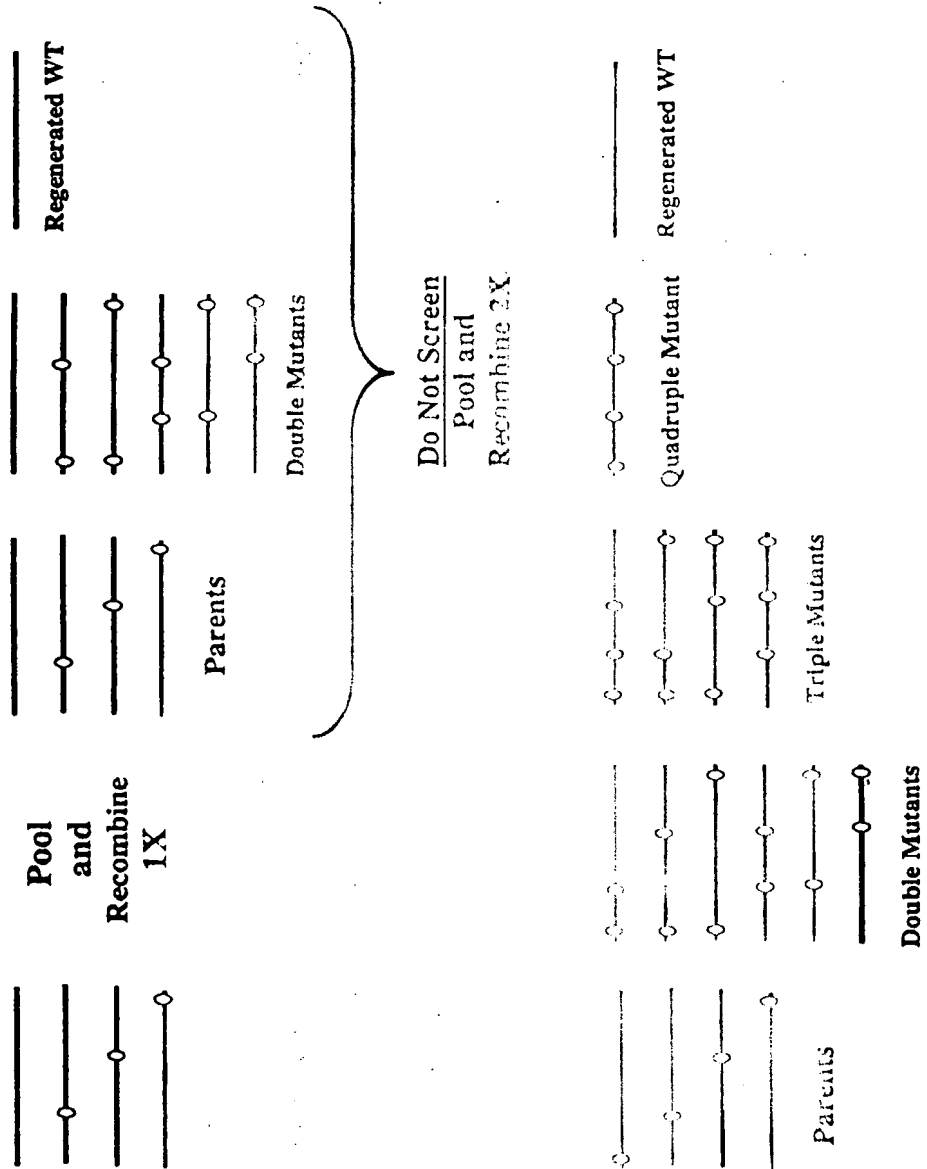 Pool
and
Recombine
1X
Parents
Double Mutants
Regenerated WT
Do Not Screen
Pool and
Recombine 2X
Parents
Double Mutants
Triple Mutants
Quadruple Mutant
Regenerated WT